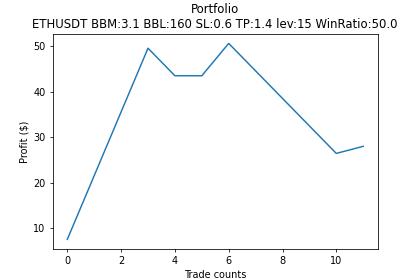 Portfolio
ETHUSDT BBM:3.1 BBL:160 SL:0.6 TP:1.4 lev:15 WinRatio:50.0
Profit ($)
50
40
30
20
10
0 2 4 6 8 10
Trade counts